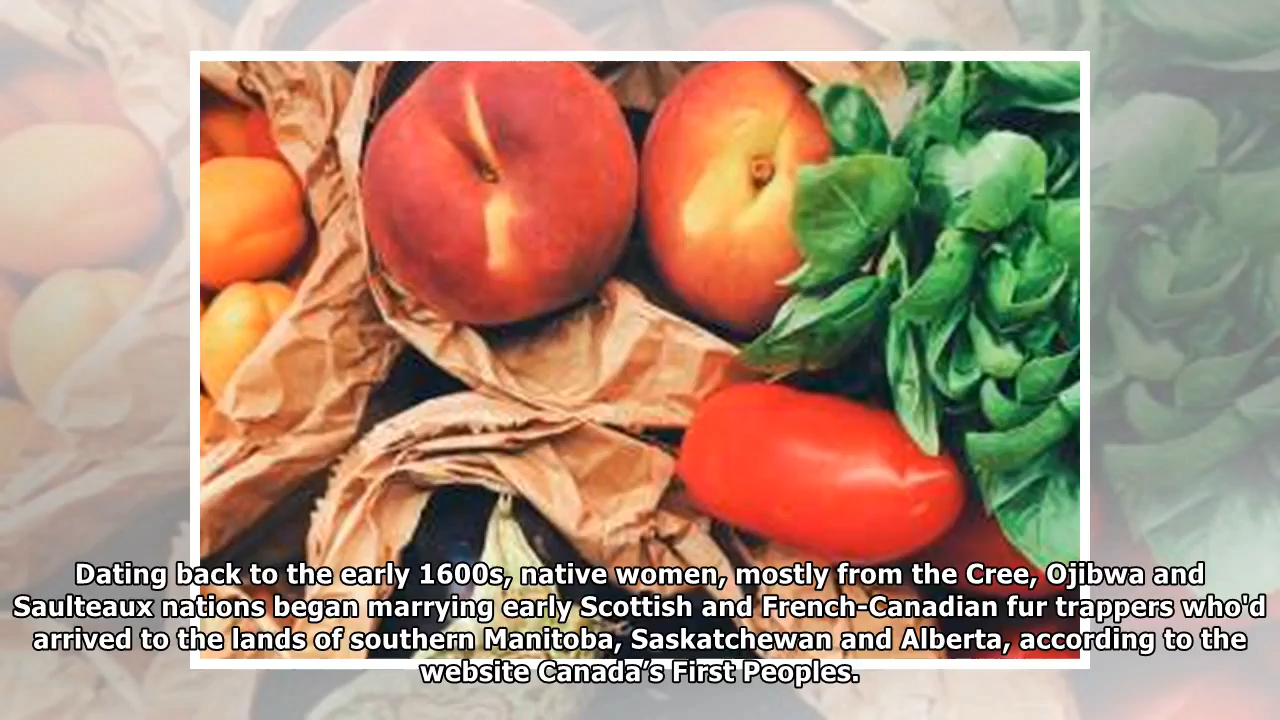 Dating back to the early 1600s, native women, mostly from the Cree, Ojibwa and
Saulteaux nations began marrying early Scottish and French-Canadian fur trappers who'd
arrived to the lands of southern Manitoba, Saskatchewan and Alberta, according to the
website Canada’s First Peoples.